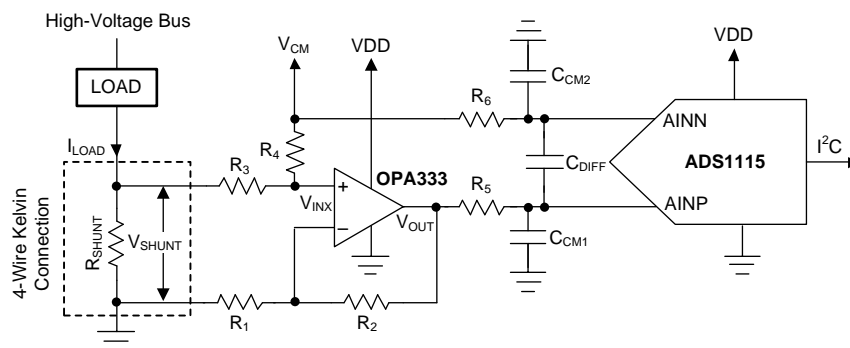 High-Voltage Bus
LOAD
I_LOAD
4-Wire Kelvin
Connection
R_SHUNT
V_SHUNT
R_3
R_1
V_CM
R_4
V_INX
+
–
VDD
OPA333
V_OUT
R_2
R_6
R_5
C_CM2
C_DIFF
C_CM1
VDD
AINN
ADS1115
AINP
I²C